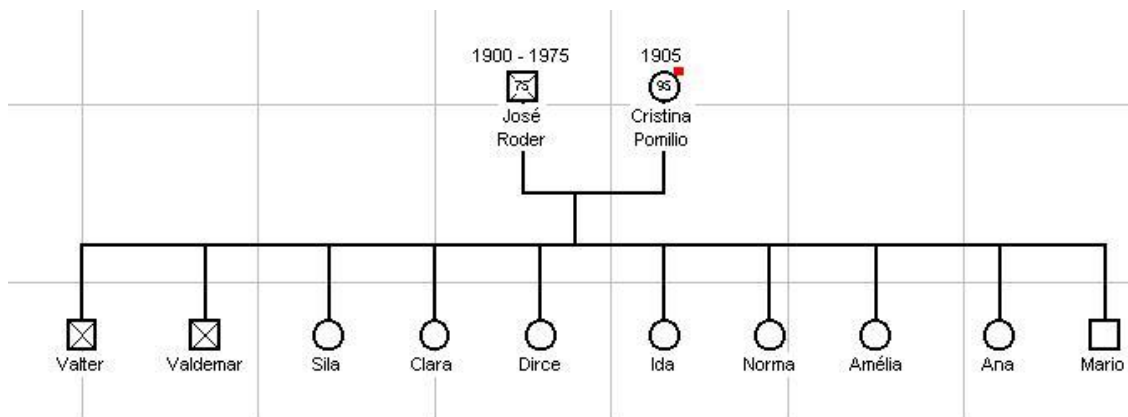 1900 - 1975 1905
75 95
José Cristina
Roder Pomilio
Valter Valdemar Sila Clara Dirce Ida Norma Amélia Ana Mario